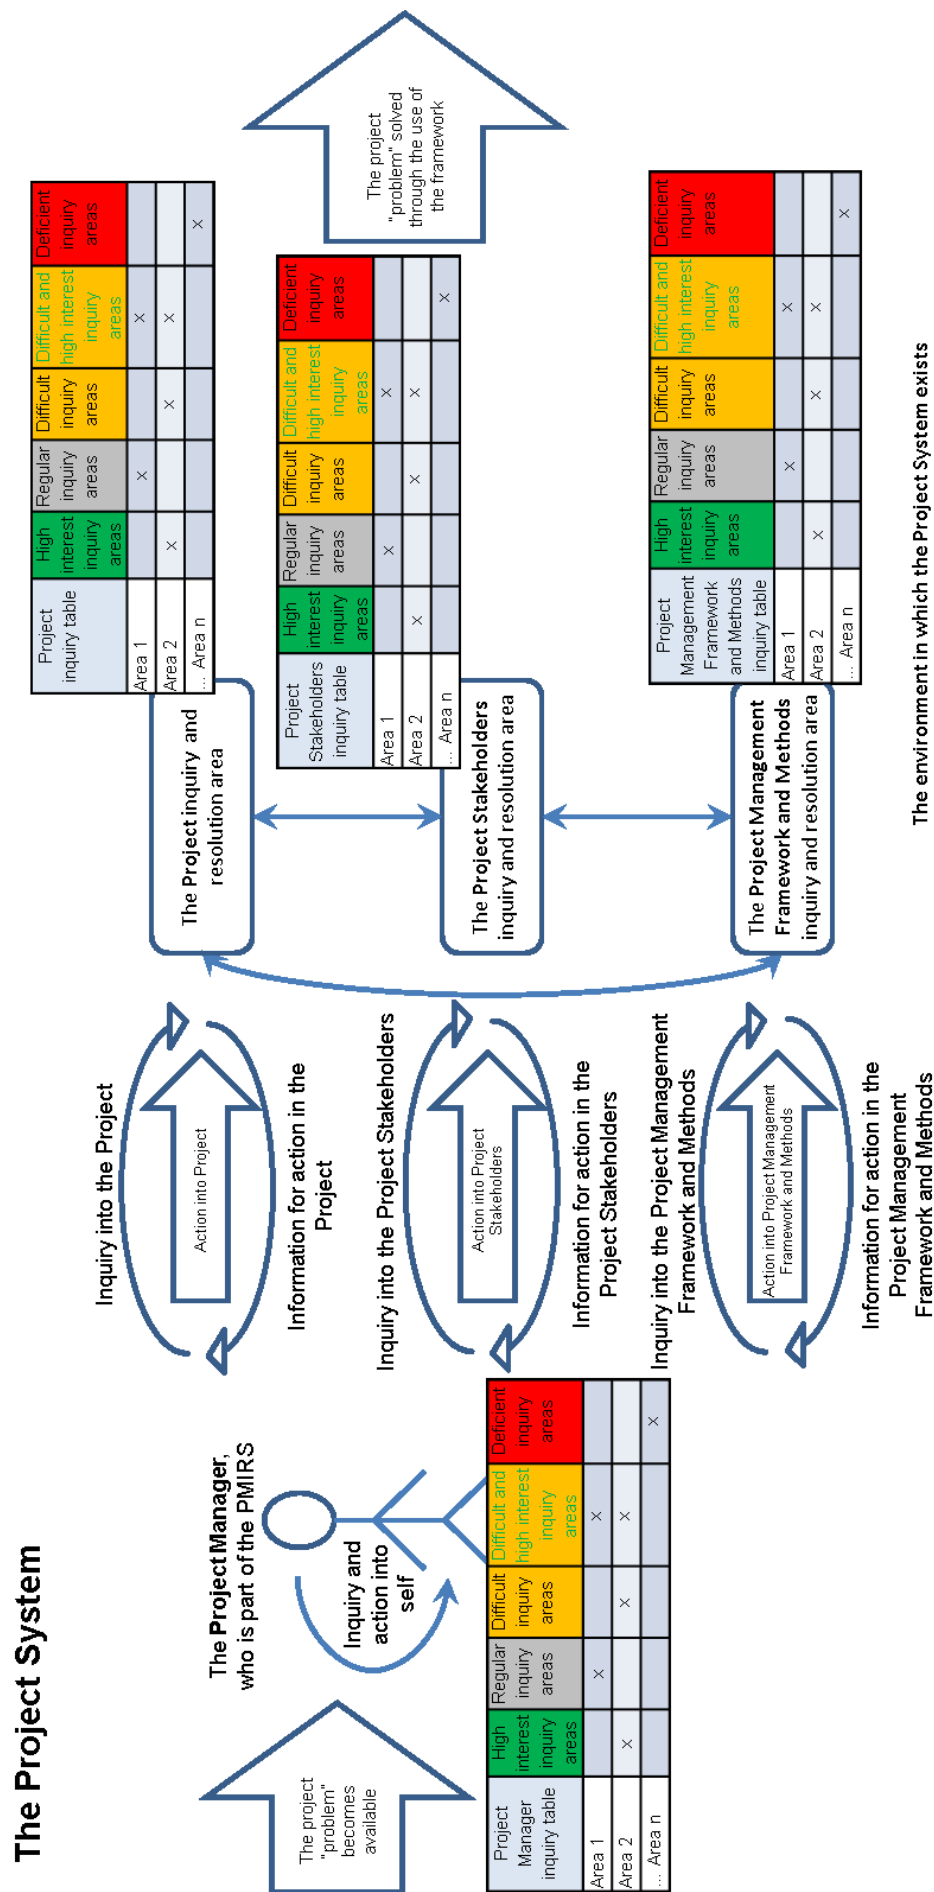 The Project System
The project
"problem"
becomes
available
The Project Manager,
who is part of the PMIRS
Inquiry and
action into
self
Project
Manager
inquiry table
High
interest
inquiry
areas
Regular
inquiry
areas
Difficult
inquiry
areas
Difficult and
high interest
inquiry
areas
Deficient
inquiry
areas
Area 1 X X
Area 2 X X X
... Area n X
Inquiry into the Project
Action into Project
Information for action in the
Project
Inquiry into the Project Stakeholders
Action into Project
Stakeholders
Information for action in the
Project Stakeholders
Inquiry into the Project Management
Framework and Methods
Action into Project Management
Framework and Methods
Information for action in the
Project Management
Framework and Methods
The Project inquiry and
resolution area
The Project Stakeholders
inquiry and resolution area
The Project Management
Framework and Methods
inquiry and resolution area
Project
inquiry table
High
interest
inquiry
areas
Regular
inquiry
areas
Difficult
inquiry
areas
Difficult and
high interest
inquiry
areas
Deficient
inquiry
areas
Area 1 X X
Area 2 X X X
... Area n X
Project
Stakeholders
inquiry table
High
interest
inquiry
areas
Regular
inquiry
areas
Difficult
inquiry
areas
Difficult and
high interest
inquiry
areas
Deficient
inquiry
areas
Area 1 X X
Area 2 X X X
... Area n X
Project
Management
Framework
and Methods
inquiry table
High
interest
inquiry
areas
Regular
inquiry
areas
Difficult
inquiry
areas
Difficult and
high interest
inquiry
areas
Deficient
inquiry
areas
Area 1 X X
Area 2 X X X
... Area n X
The project
"problem" solved
through the use of
the framework
The environment in which the Project System exists